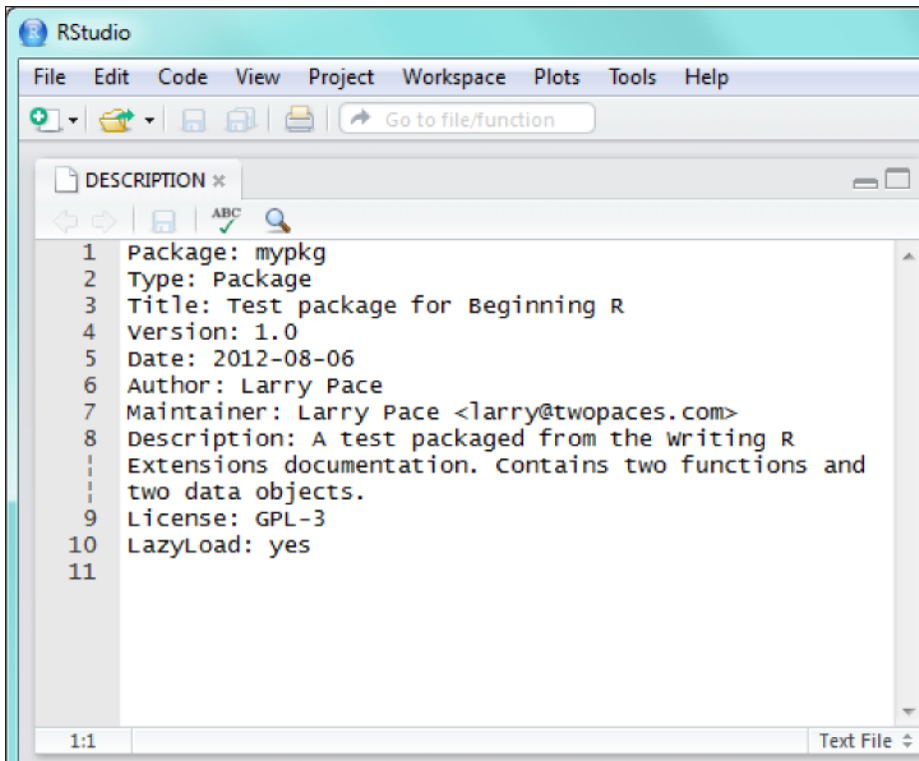 RStudio
File Edit Code View Project Workspace Plots Tools Help
Go to file/function
DESCRIPTION
ABC
1 Package: mypkg
2 Type: Package
3 Title: Test package for Beginning R
4 Version: 1.0
5 Date: 2012-08-06
6 Author: Larry Pace
7 Maintainer: Larry Pace <larry@twopaces.com>
8 Description: A test packaged from the Writing R
Extensions documentation. Contains two functions and
two data objects.
9 License: GPL-3
10 LazyLoad: yes
11
1:1 Text File